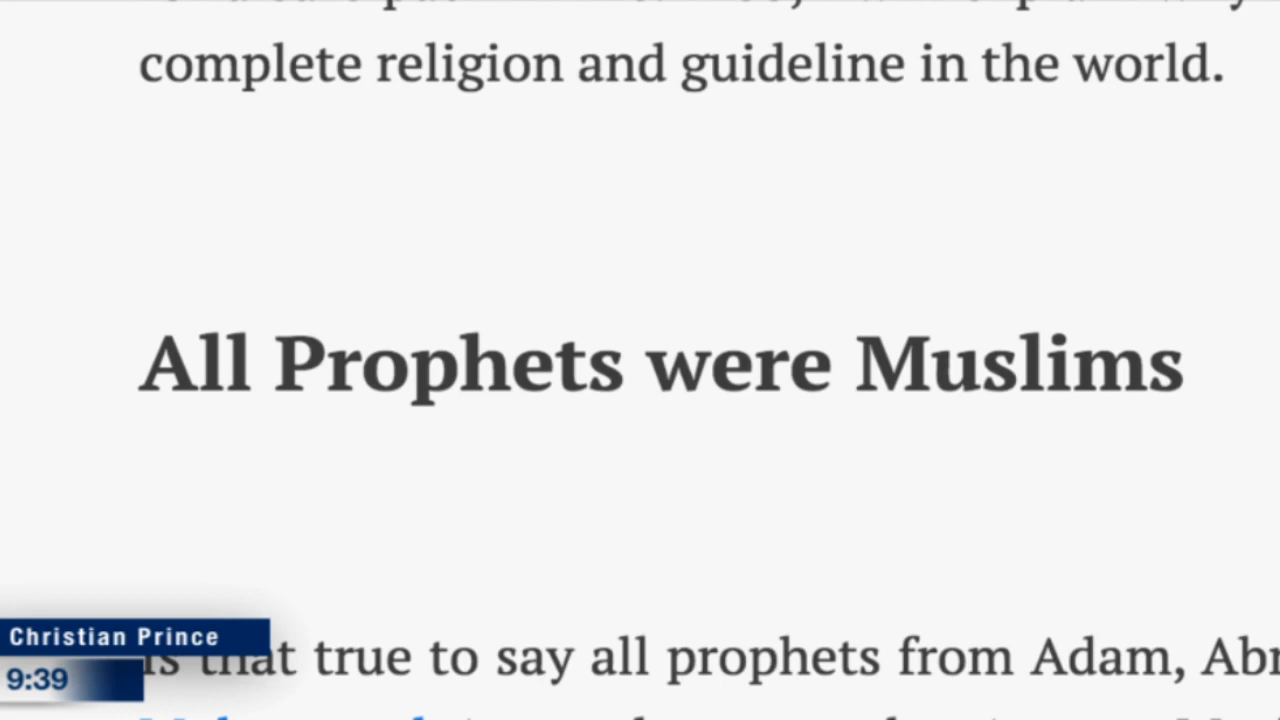 complete religion and guideline in the world.
All Prophets were Muslims
Christian Prince
is that true to say all prophets from Adam,
9:39